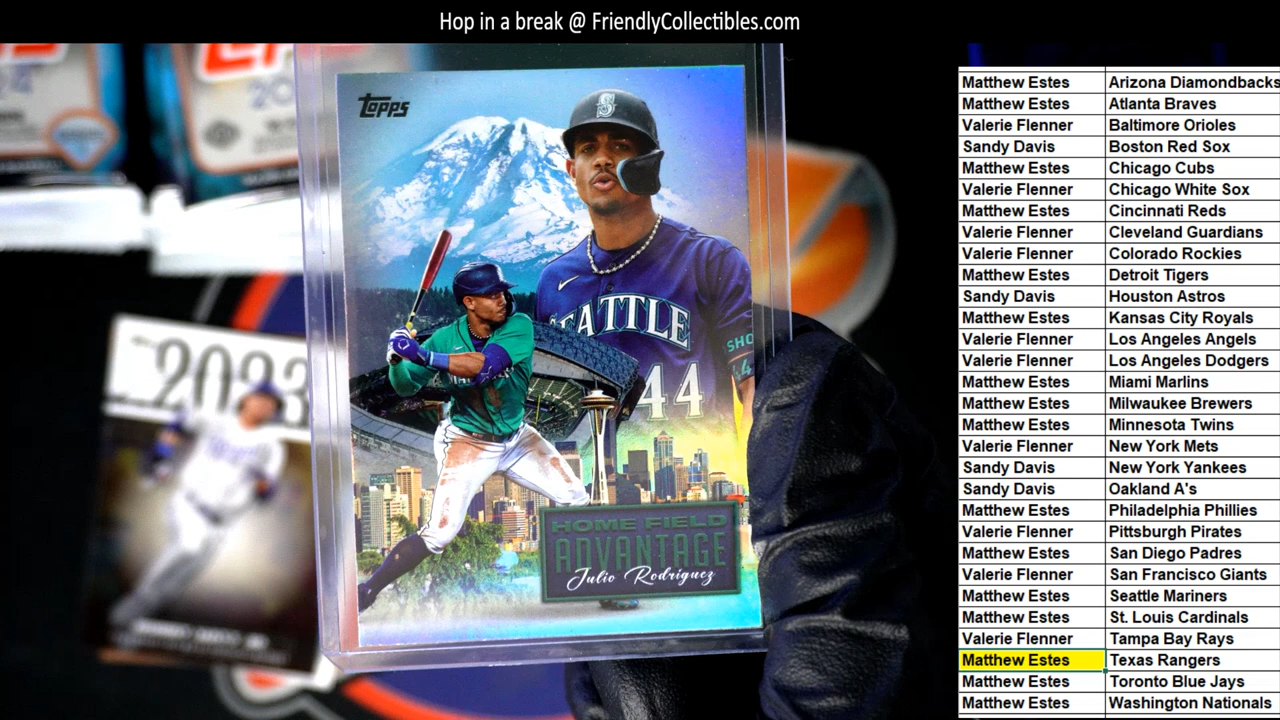 Hop in a break @ FriendlyCollectibles.com
Topps
S
SEATTLE
44
SHO
44
HOME FIELD
ADVANTAGE
Julio Rodríguez
2023
Matthew Estes Arizona Diamondbacks
Matthew Estes Atlanta Braves
Valerie Flenner Baltimore Orioles
Sandy Davis Boston Red Sox
Matthew Estes Chicago Cubs
Valerie Flenner Chicago White Sox
Matthew Estes Cincinnati Reds
Valerie Flenner Cleveland Guardians
Valerie Flenner Colorado Rockies
Matthew Estes Detroit Tigers
Sandy Davis Houston Astros
Matthew Estes Kansas City Royals
Valerie Flenner Los Angeles Angels
Valerie Flenner Los Angeles Dodgers
Matthew Estes Miami Marlins
Matthew Estes Milwaukee Brewers
Matthew Estes Minnesota Twins
Valerie Flenner New York Mets
Sandy Davis New York Yankees
Sandy Davis Oakland A's
Matthew Estes Philadelphia Phillies
Valerie Flenner Pittsburgh Pirates
Matthew Estes San Diego Padres
Valerie Flenner San Francisco Giants
Matthew Estes Seattle Mariners
Matthew Estes St. Louis Cardinals
Valerie Flenner Tampa Bay Rays
Matthew Estes Texas Rangers
Matthew Estes Toronto Blue Jays
Matthew Estes Washington Nationals